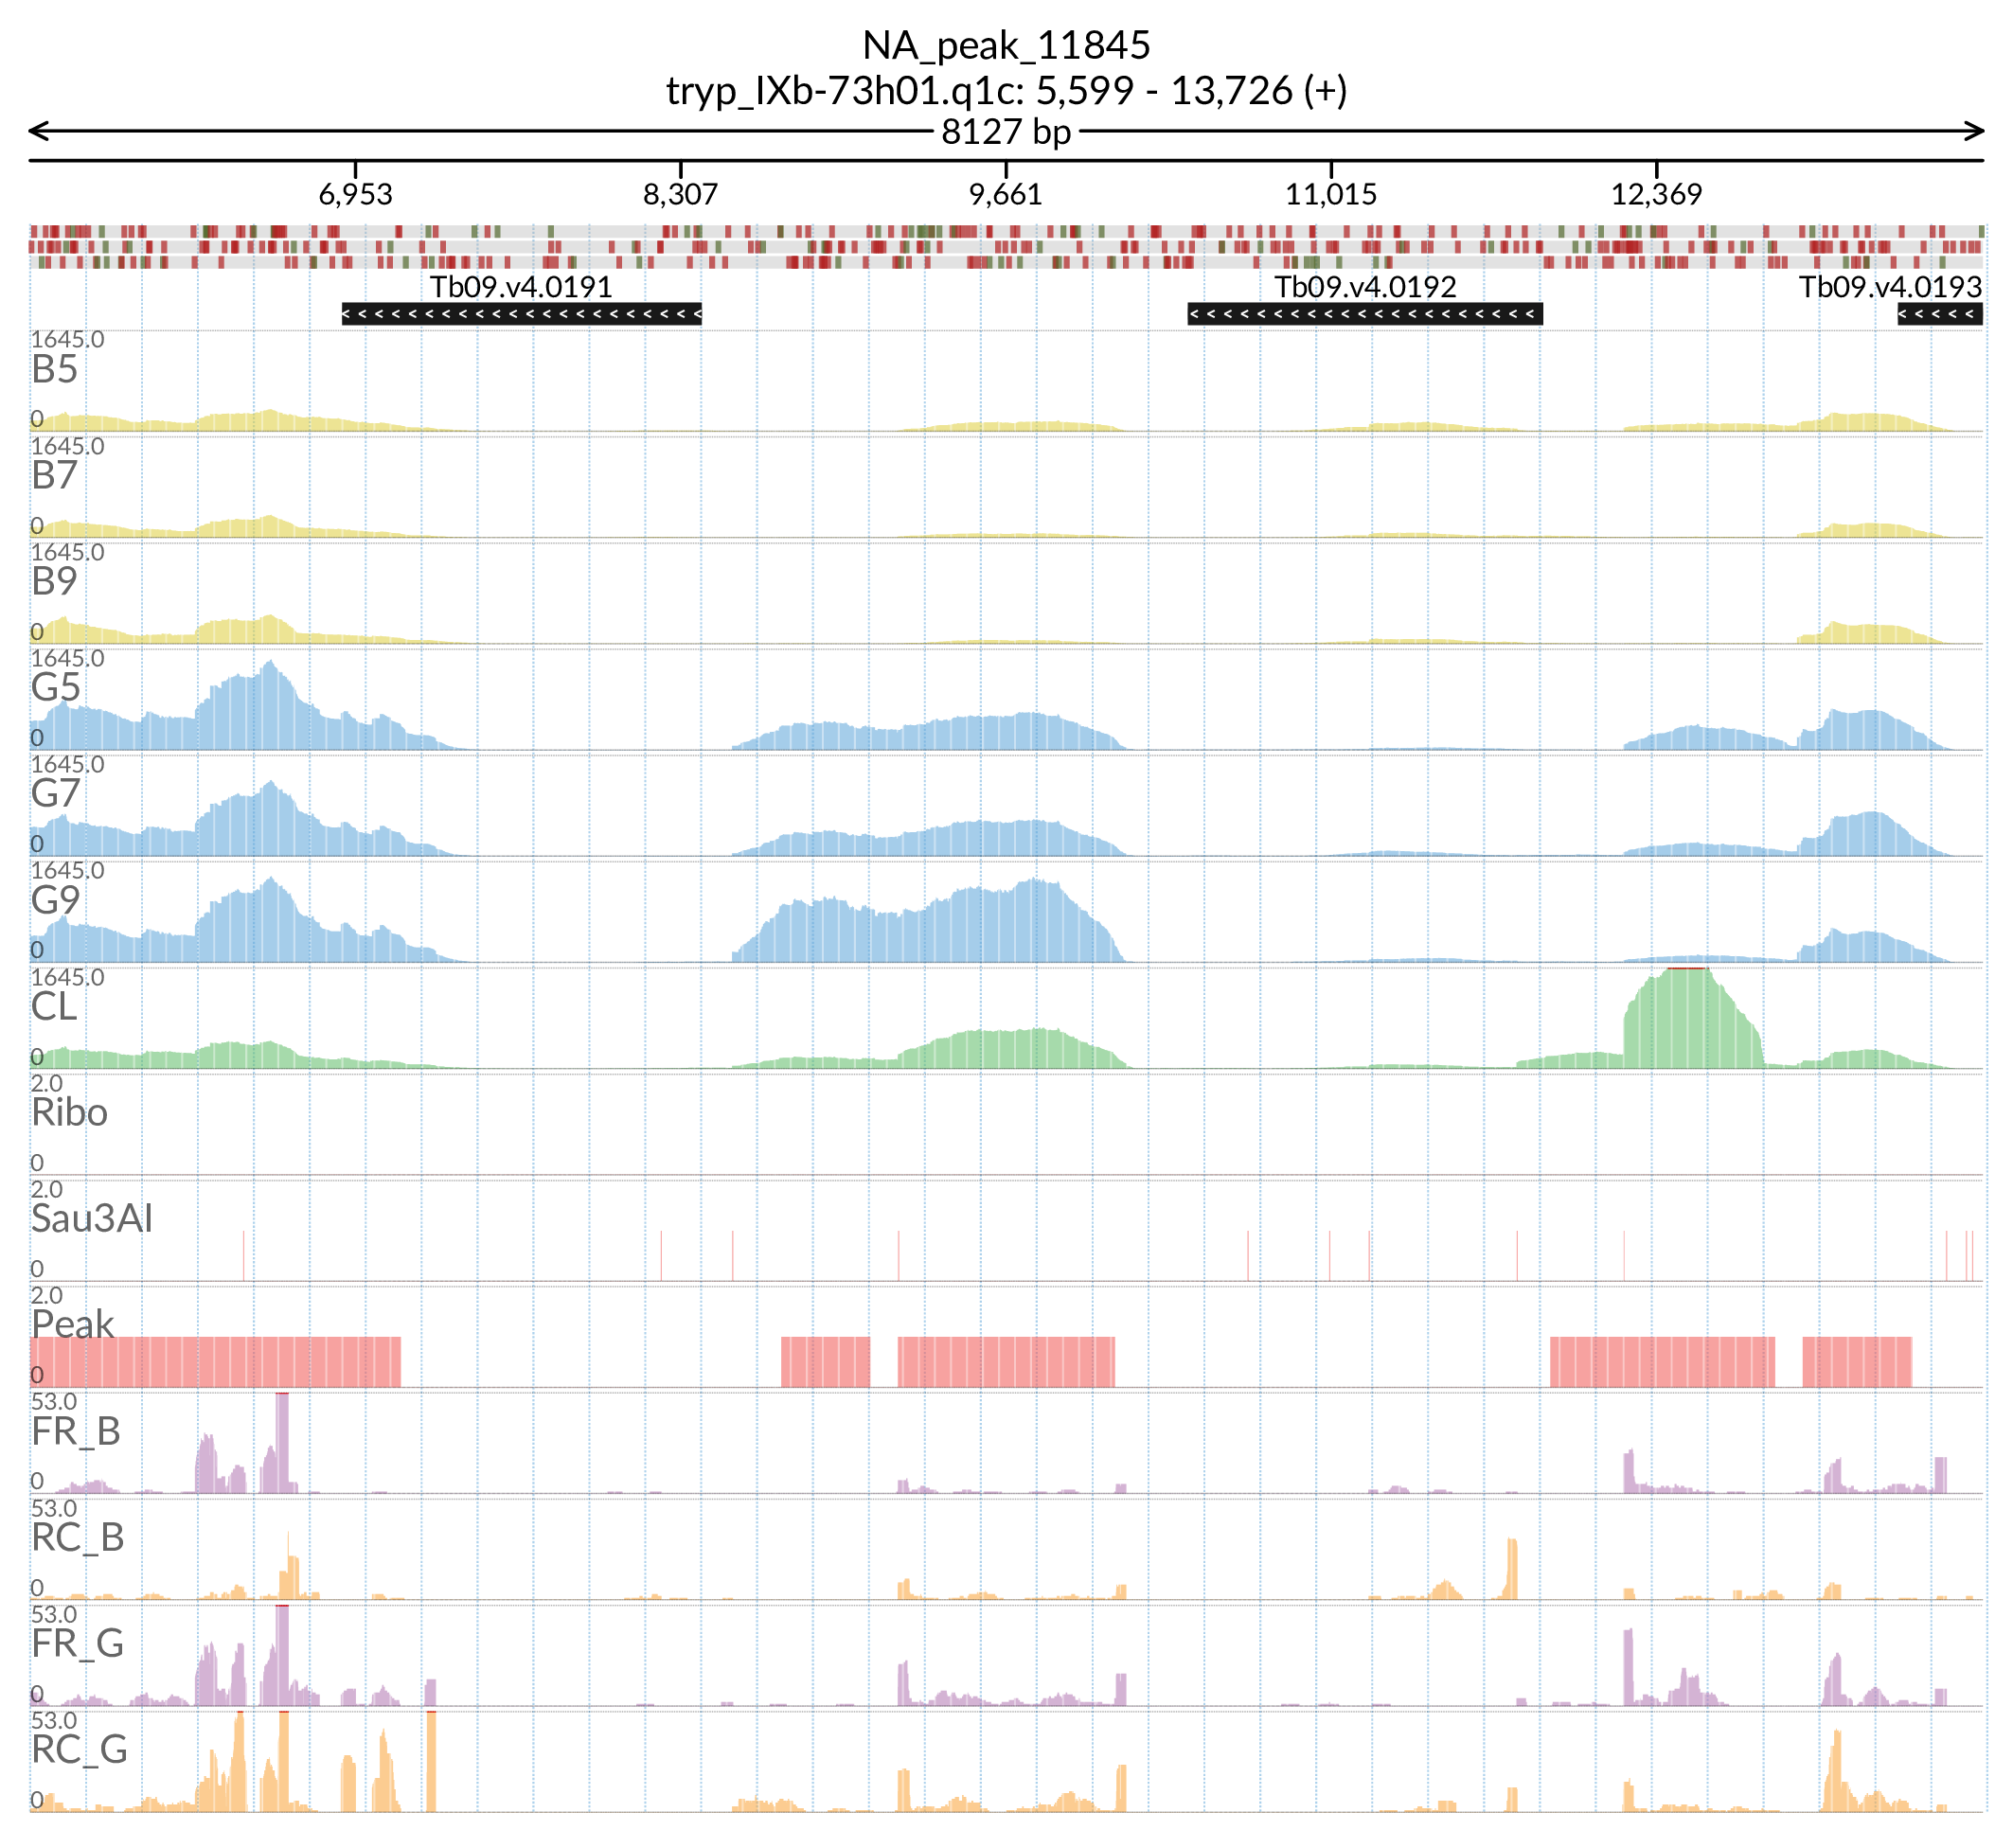 NA_peak_11845
tryp_IXb-73h01.q1c: 5,599 - 13,726 (+)
8127 bp
6,953 8,307 9,661 11,015 12,369
Tb09.v4.0191 Tb09.v4.0192 Tb09.v4.0193
1645.0
B5
0
1645.0
B7
0
1645.0
B9
0
1645.0
G5
0
1645.0
G7
0
1645.0
G9
0
1645.0
CL
0
2.0
Ribo
0
2.0
Sau3AI
0
2.0
Peak
0
53.0
FR_B
0
53.0
RC_B
0
53.0
FR_G
0
53.0
RC_G
0